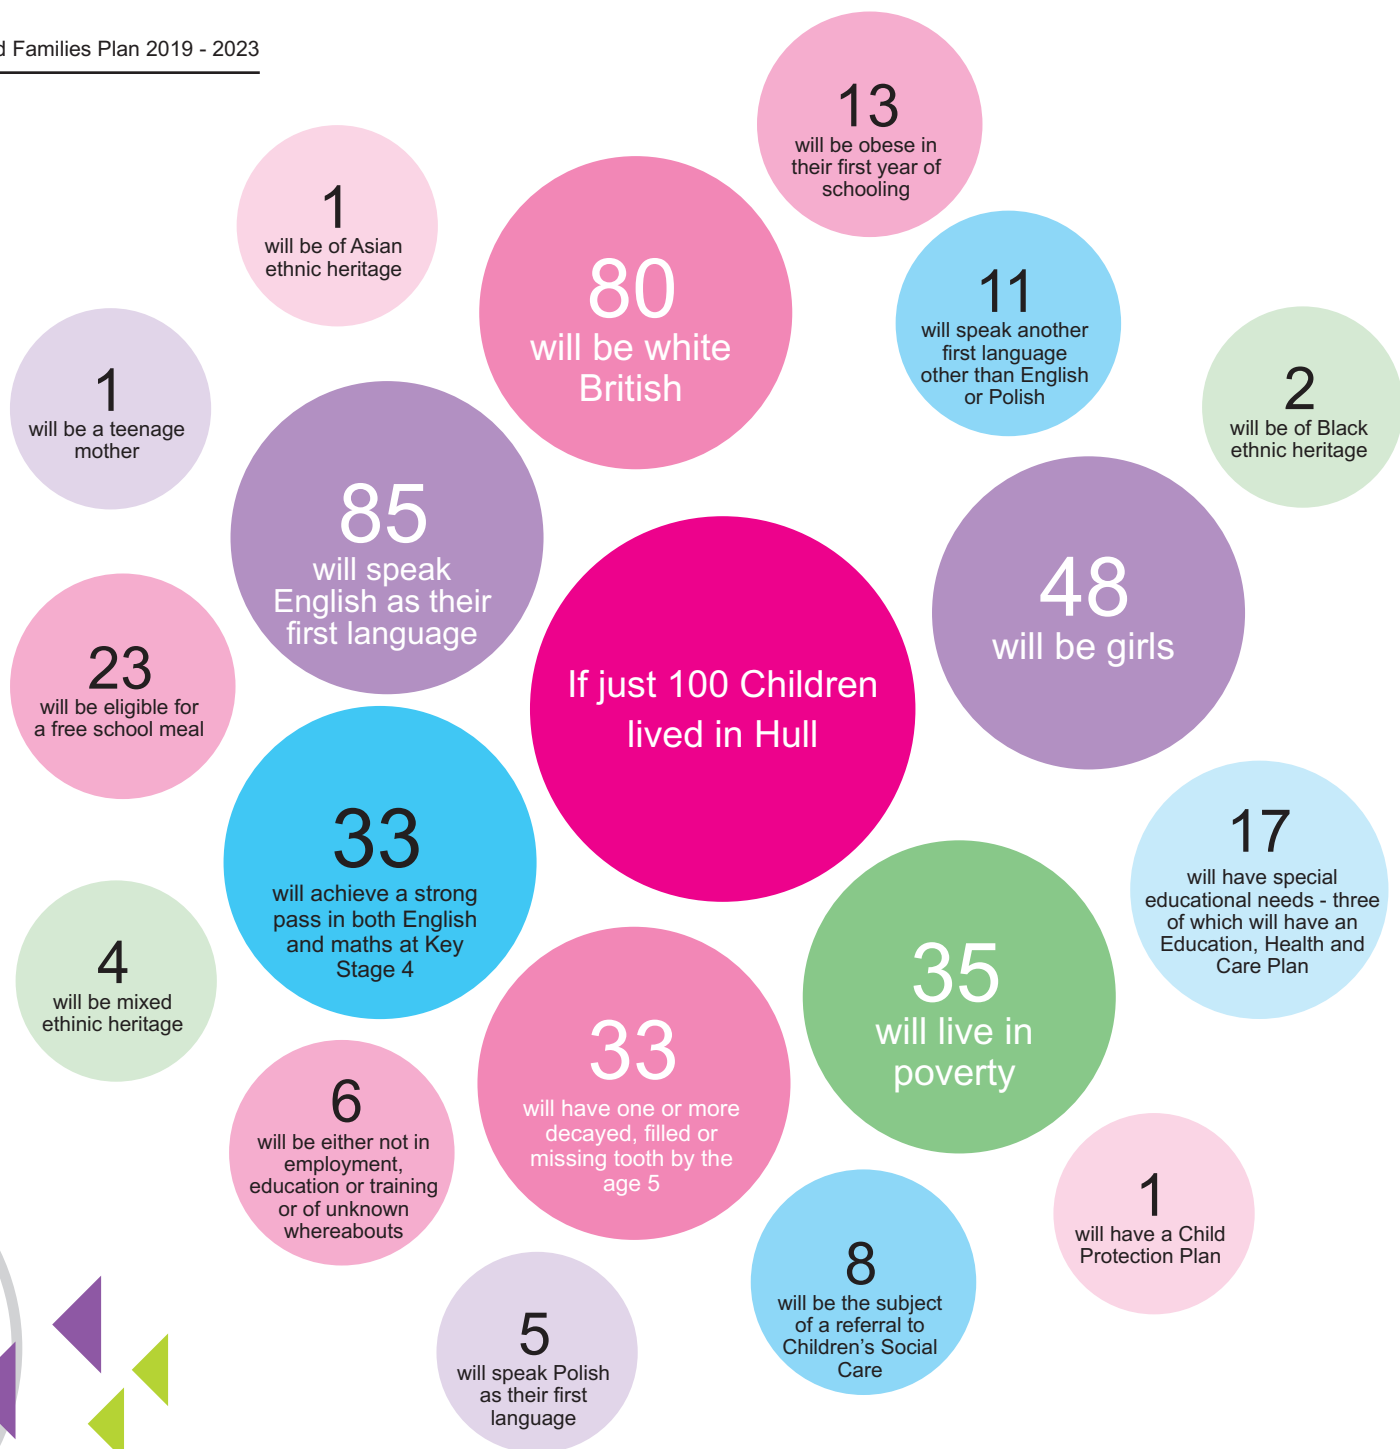 d Families Plan 2019 - 2023
13
will be obese in
their first year of
schooling
1
will be of Asian
ethnic heritage
80
will be white
British
11
will speak another
first language
other than English
or Polish
2
will be of Black
ethnic heritage
1
will be a teenage
mother
85
will speak
English as their
first language
48
will be girls
23
will be eligible for
a free school meal
If just 100 Children
lived in Hull
33
will achieve a strong
pass in both English
and maths at Key
Stage 4
17
will have special
educational needs - three
of which will have an
Education, Health and
Care Plan
4
will be mixed
ethinic heritage
35
will live in
poverty
33
will have one or more
decayed, filled or
missing tooth by the
age 5
6
will be either not in
employment,
education or training
or of unknown
whereabouts
1
will have a Child
Protection Plan
8
will be the subject
of a referral to
Children's Social
Care
5
will speak Polish
as their first
language